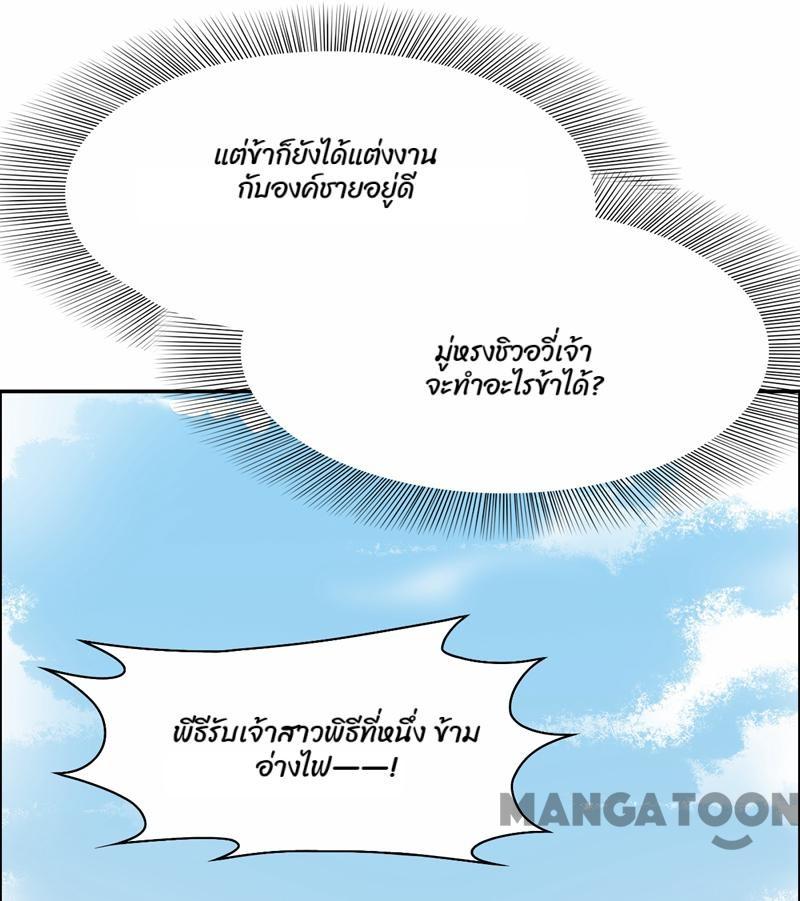 แต่ข้าก็ยังได้แต่งงาน
กับองค์ชายอยู่ดี
มู่หรงชิวอวี่เจ้า
จะทำอะไรข้าได้?
พิธีรับเจ้าสาวพิธีที่หนึ่ง ข้าม
อ่างไฟ——!
MANGATOON